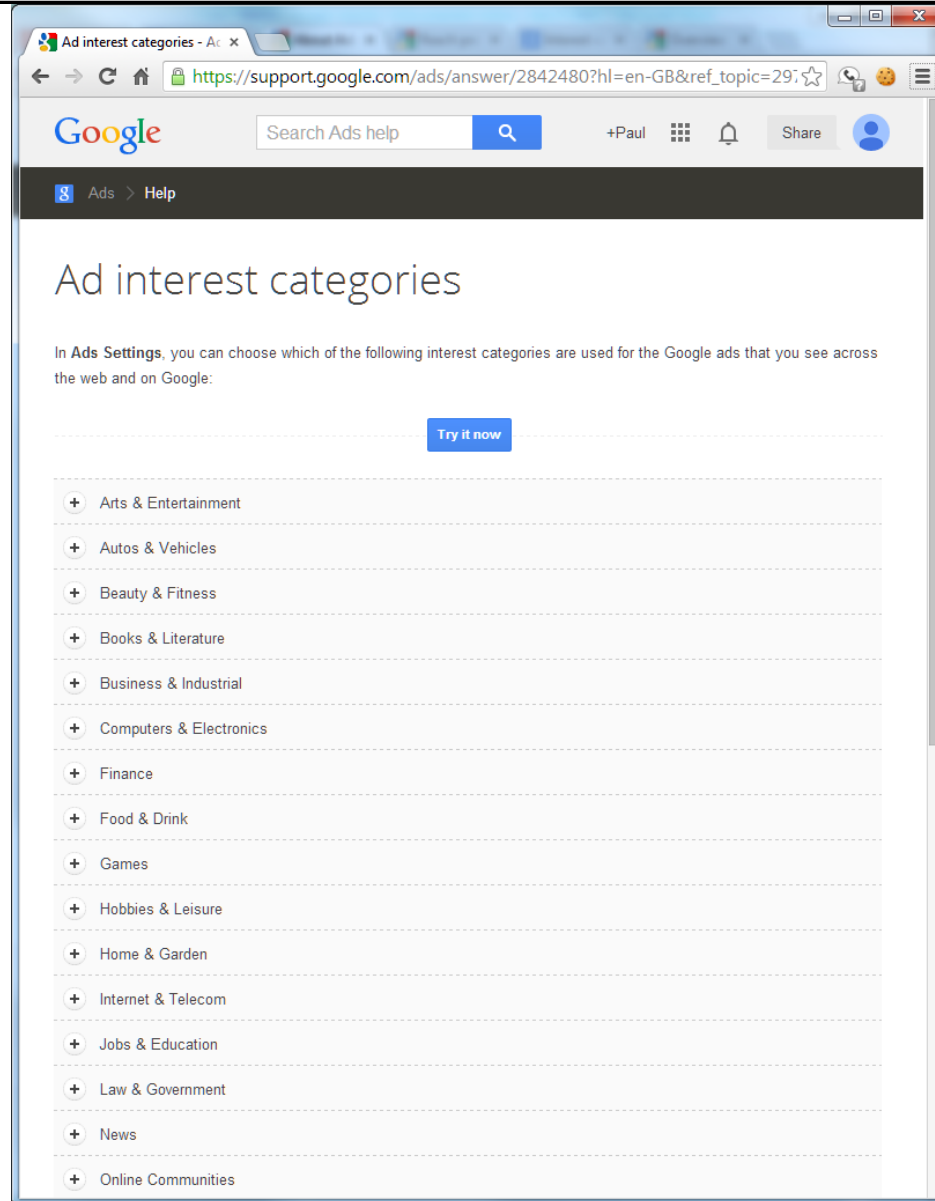 Ad interest categories - Ac
https://support.google.com/ads/answer/2842480?hl=en-GB&ref_topic=297
Google
Search Ads help
+Paul
Share
g Ads > Help
Ad interest categories
In Ads Settings, you can choose which of the following interest categories are used for the Google ads that you see across
the web and on Google:
Try it now
+ Arts & Entertainment
+ Autos & Vehicles
+ Beauty & Fitness
+ Books & Literature
+ Business & Industrial
+ Computers & Electronics
+ Finance
+ Food & Drink
+ Games
+ Hobbies & Leisure
+ Home & Garden
+ Internet & Telecom
+ Jobs & Education
+ Law & Government
+ News
+ Online Communities